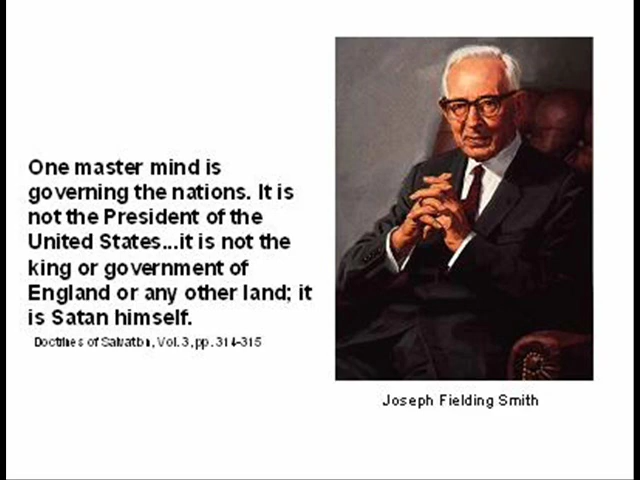 One master mind is
governing the nations. It is
not the President of the
United States...it is not the
king or government of
England or any other land; it
is Satan himself.
Doctrines of Salvation, Vol. 3, pp. 314-315
Joseph Fielding Smith